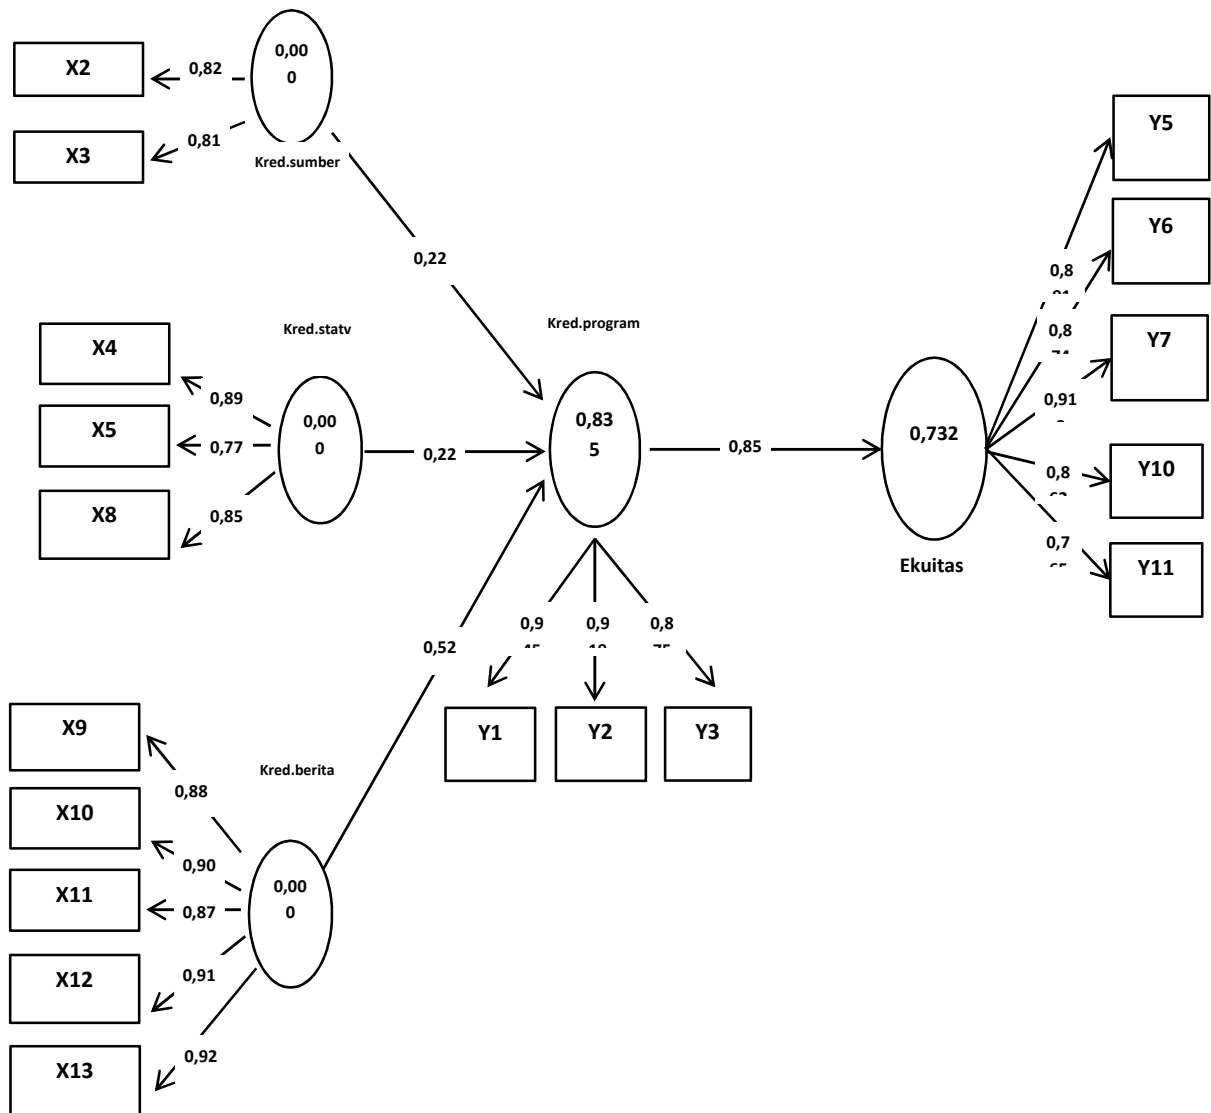 X2
0,82
X3
0,81
0,00
0
Kred.sumber
0,22
X4
0,89
X5
0,77
X8
0,85
Kred.statv
0,00
0
0,22
Kred.program
0,83
5
0,85
0,732
Ekuitas
Y5
0,8
Y6
0,8
Y7
0,91
Y10
0,8
Y11
0,7
0,9
0,9
0,8
Y1
Y2
Y3
0,52
X9
0,88
X10
0,90
X11
0,87
X12
0,91
X13
0,92
Kred.berita
0,00
0